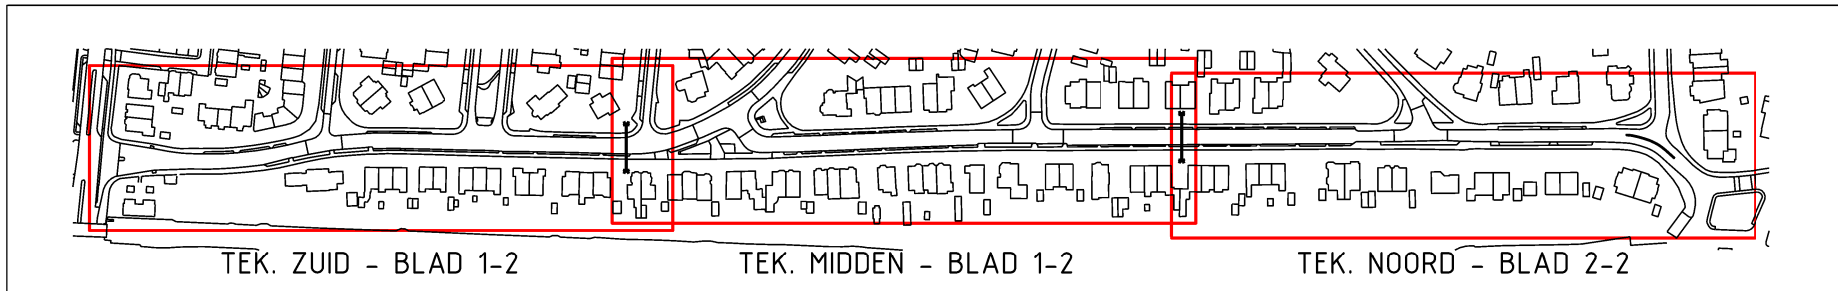 TEK. ZUID - BLAD 1-2
TEK. MIDDEN - BLAD 1-2
TEK. NOORD - BLAD 2-2